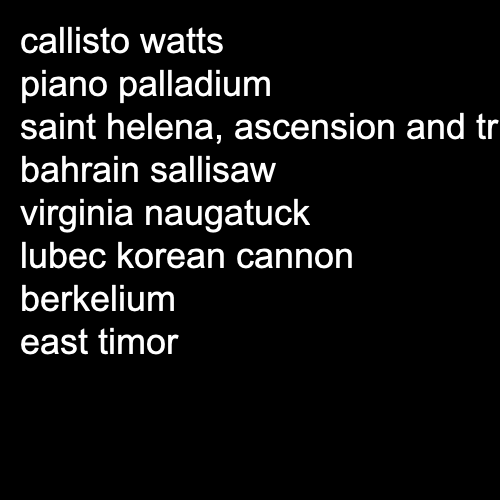 callisto watts
piano palladium
saint helena, ascension and tr
bahrain sallisaw
virginia naugatuck
lubec korean cannon
berkelium
east timor